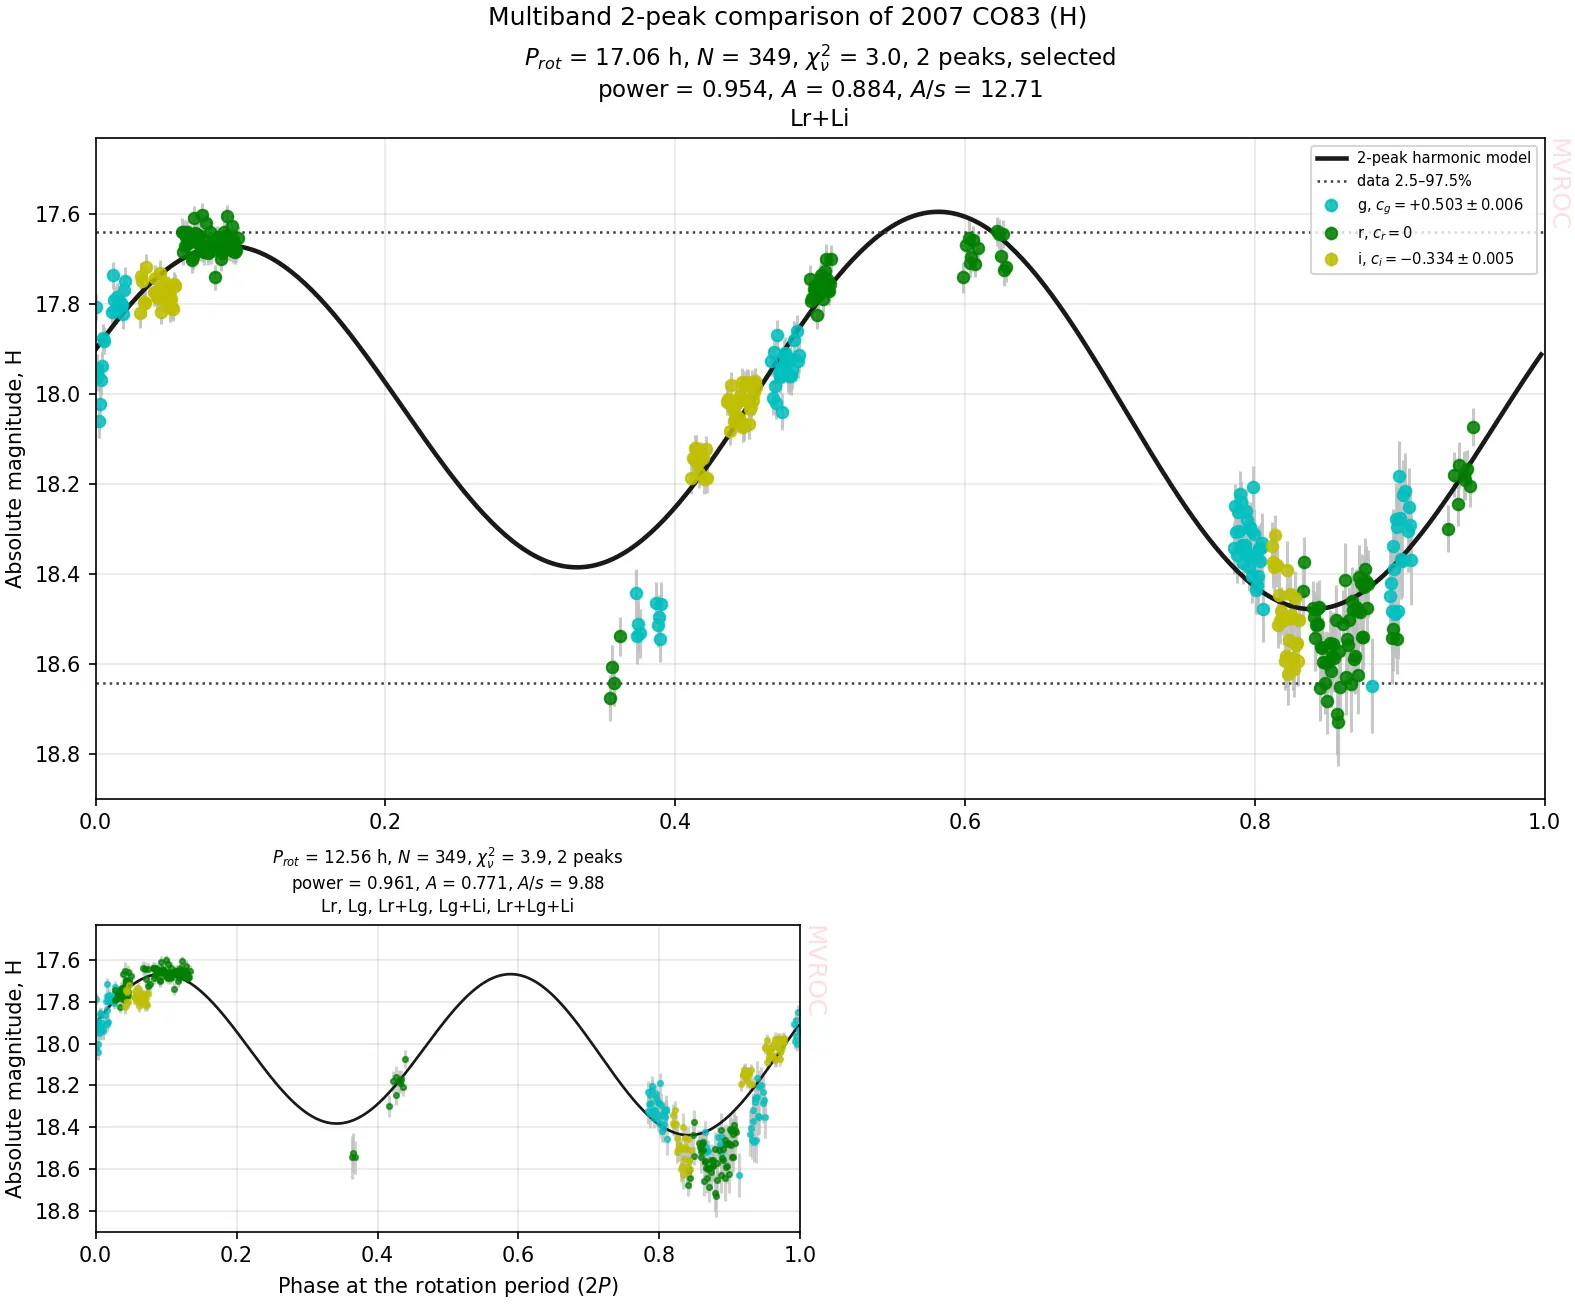 Multiband 2-peak comparison of 2007 CO83 (H)
P_rot = 17.06 h, N = 349, χ²_ν = 3.0, 2 peaks, selected
power = 0.954, A = 0.884, A/s = 12.71
Lr+Li
MVROC
2-peak harmonic model
data 2.5–97.5%
g, c_g = +0.503 ± 0.006
r, c_r = 0
i, c_i = −0.334 ± 0.005
Absolute magnitude, H
17.6
17.8
18.0
18.2
18.4
18.6
18.8
0.0 0.2 0.4 0.6 0.8 1.0
P_rot = 12.56 h, N = 349, χ²_ν = 3.9, 2 peaks
power = 0.961, A = 0.771, A/s = 9.88
Lr, Lg, Lr+Lg, Lg+Li, Lr+Lg+Li
MVROC
Absolute magnitude, H
17.6
17.8
18.0
18.2
18.4
18.6
18.8
0.0 0.2 0.4 0.6 0.8 1.0
Phase at the rotation period (2P)